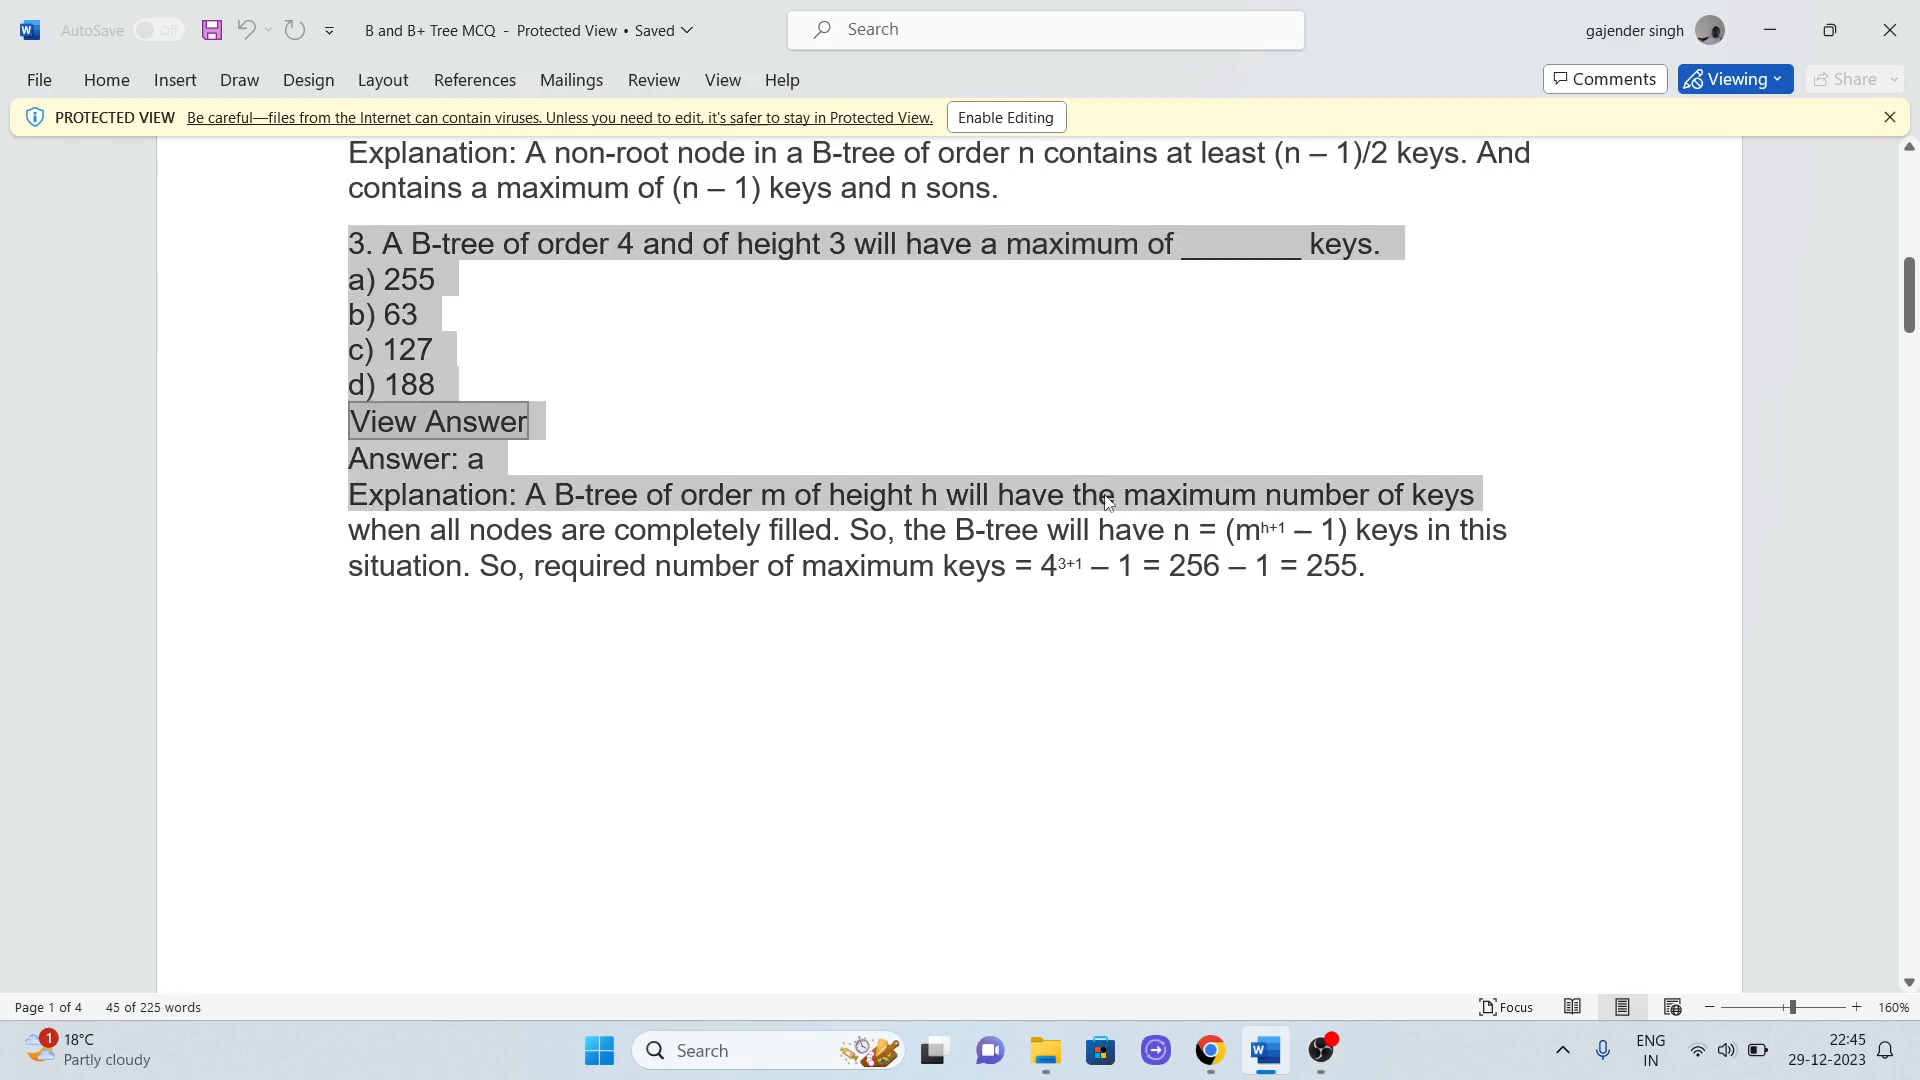 AutoSave
Off
B and B+ Tree MCQ - Protected View • Saved
Search
gajender singh
File
Home
Insert
Draw
Design
Layout
References
Mailings
Review
View
Help
Comments
Viewing
Share
PROTECTED VIEW
Be careful—files from the Internet can contain viruses. Unless you need to edit, it's safer to stay in Protected View.
Enable Editing
Explanation: A non-root node in a B-tree of order n contains at least (n – 1)/2 keys. And
contains a maximum of (n – 1) keys and n sons.
3. A B-tree of order 4 and of height 3 will have a maximum of _______ keys.
a) 255
b) 63
c) 127
d) 188
View Answer
Answer: a
Explanation: A B-tree of order m of height h will have the maximum number of keys
when all nodes are completely filled. So, the B-tree will have n = (mʰ⁺¹ – 1) keys in this
situation. So, required number of maximum keys = 4³⁺¹ – 1 = 256 – 1 = 255.
Page 1 of 4
45 of 225 words
Focus
160%
1
18°C
Partly cloudy
Search
ENG
IN
22:45
29-12-2023